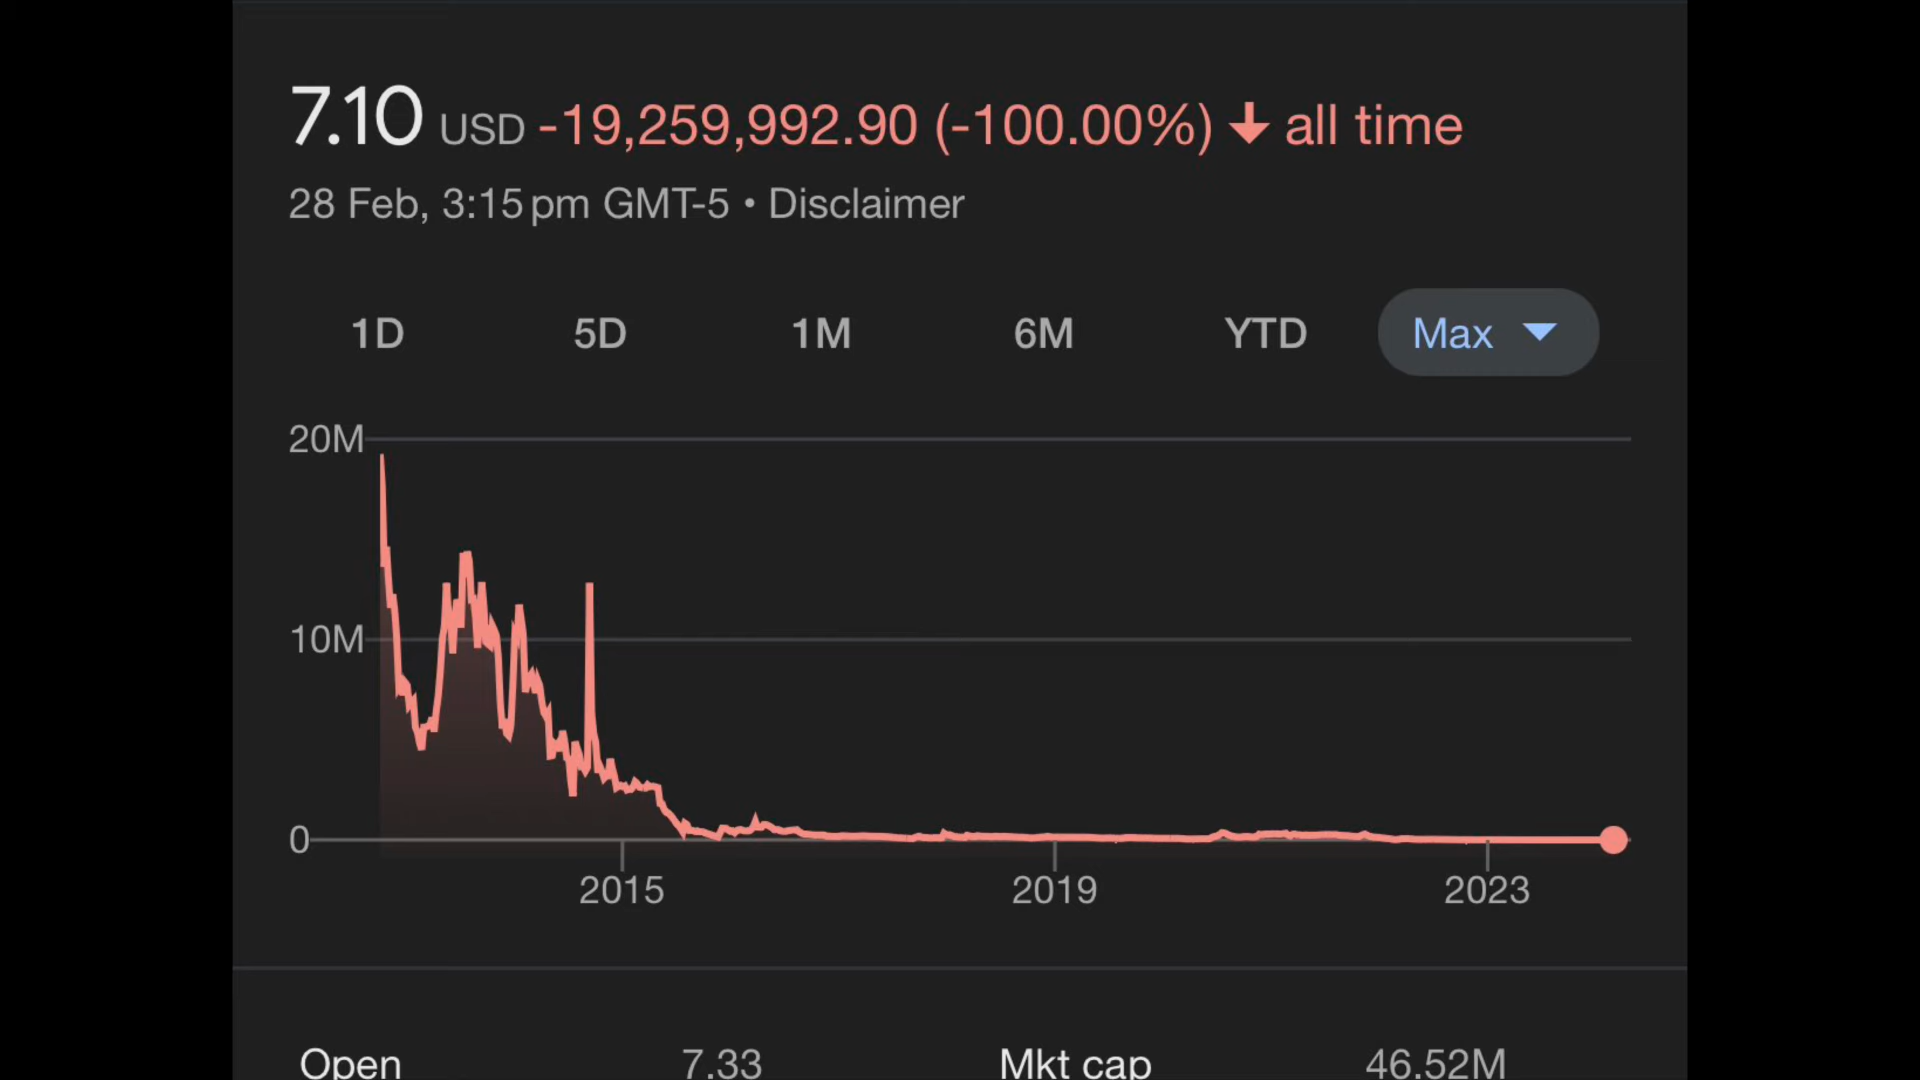 7.10 USD -19,259,992.90 (-100.00%) ↓ all time
28 Feb, 3:15 pm GMT-5 • Disclaimer
1D 5D 1M 6M YTD Max
20M
10M
0
2015 2019 2023
Open 7.33 Mkt cap 46.52M